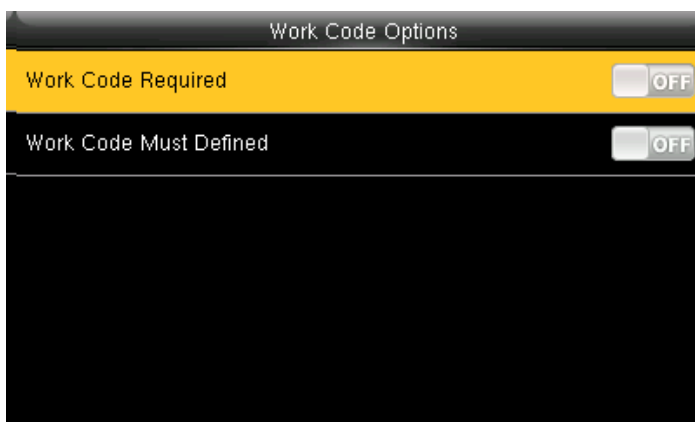 Work Code Options
Work Code Required OFF
Work Code Must Defined OFF